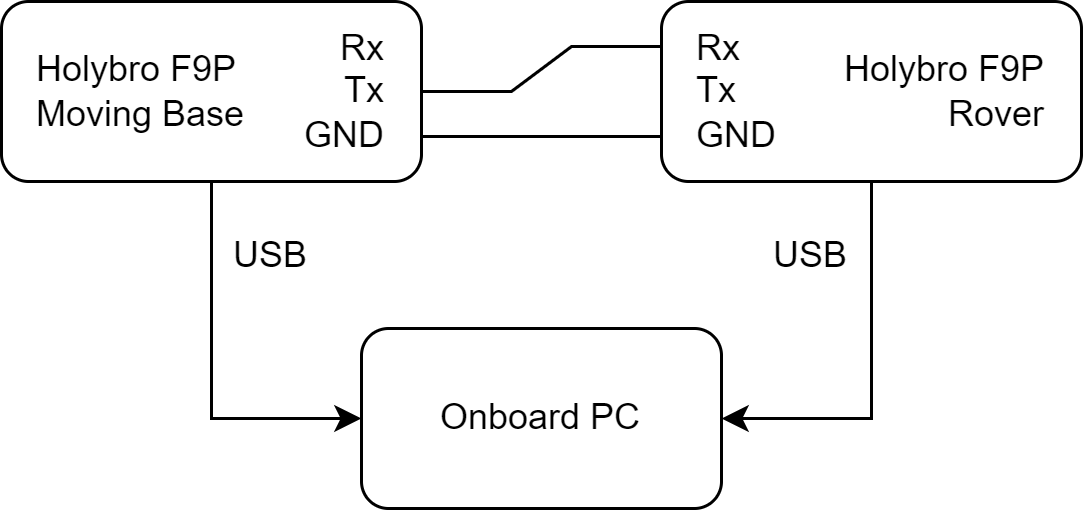 Holybro F9P
Moving Base
Rx
Tx
GND
Rx
Tx
GND
Holybro F9P
Rover
USB
USB
Onboard PC